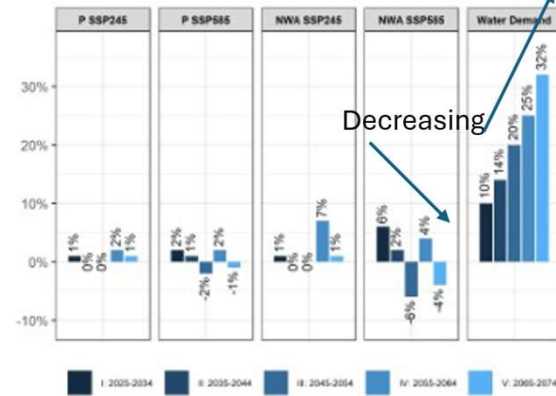 P SSP245 P SSP585 NWA SSP245 NWA SSP585 Water Demand
32%
30%
25%
Decreasing
20% 20%
14%
10% 10%
7%
6%
4%
1% 0% 0% 2% 1% 2% 1% -2% 2% -1% 1% 0% 0% 1% 2% -6% -4%
0%
-10%
I: 2025-2034 II: 2035-2044 III: 2045-2054 IV: 2055-2064 V: 2065-2074